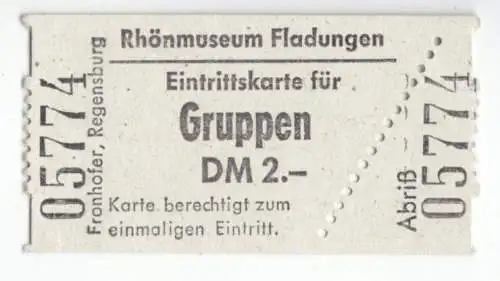 Rhönmuseum Fladungen
Eintrittskarte für
Gruppen
DM 2.–
Karte berechtigt zum
einmaligen Eintritt.
05774
Fronhofer, Regensburg
Abriß
05774